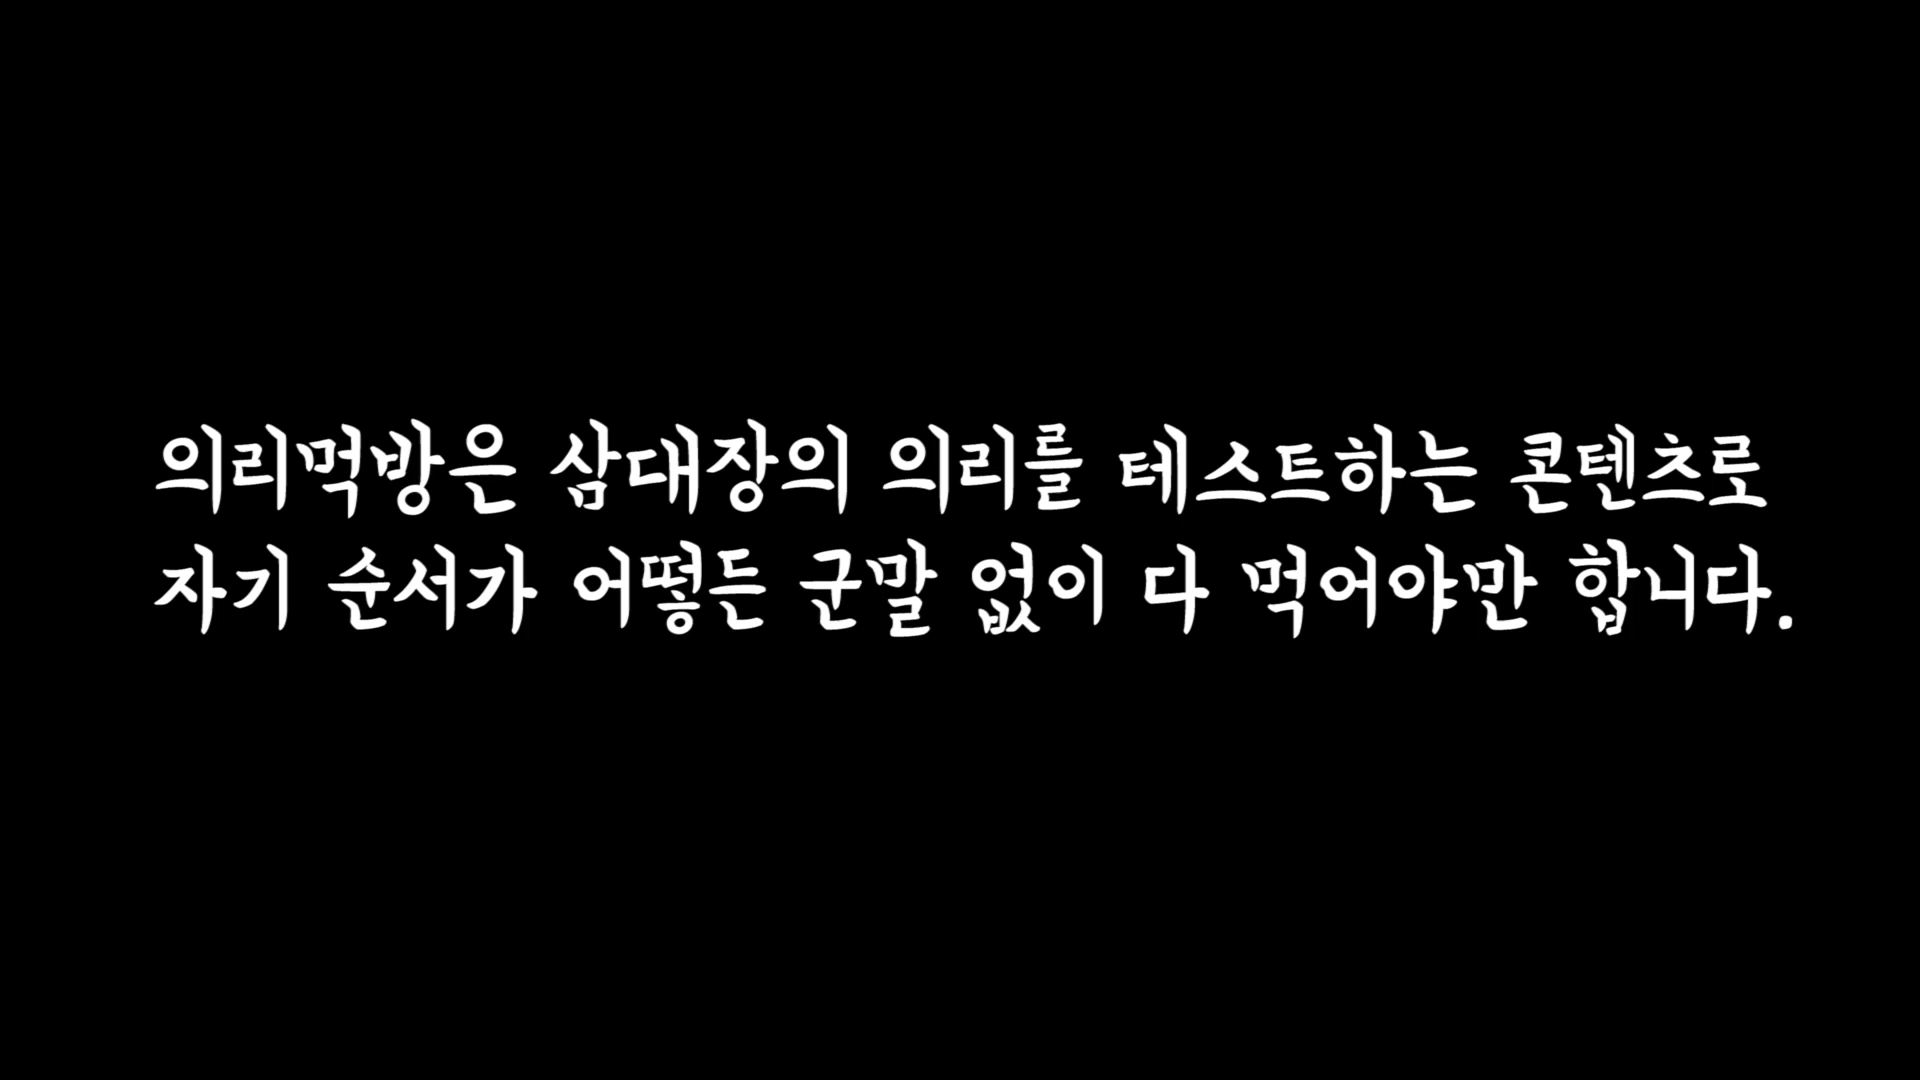 의리먹방은 삼대장의 의리를 테스트하는 콘텐츠로
자기 순서가 어떻든 군말 없이 다 먹어야만 합니다.